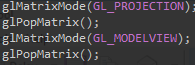 glMatrixMode(GL_PROJECTION);
glPopMatrix();
glMatrixMode(GL_MODELVIEW);
glPopMatrix();